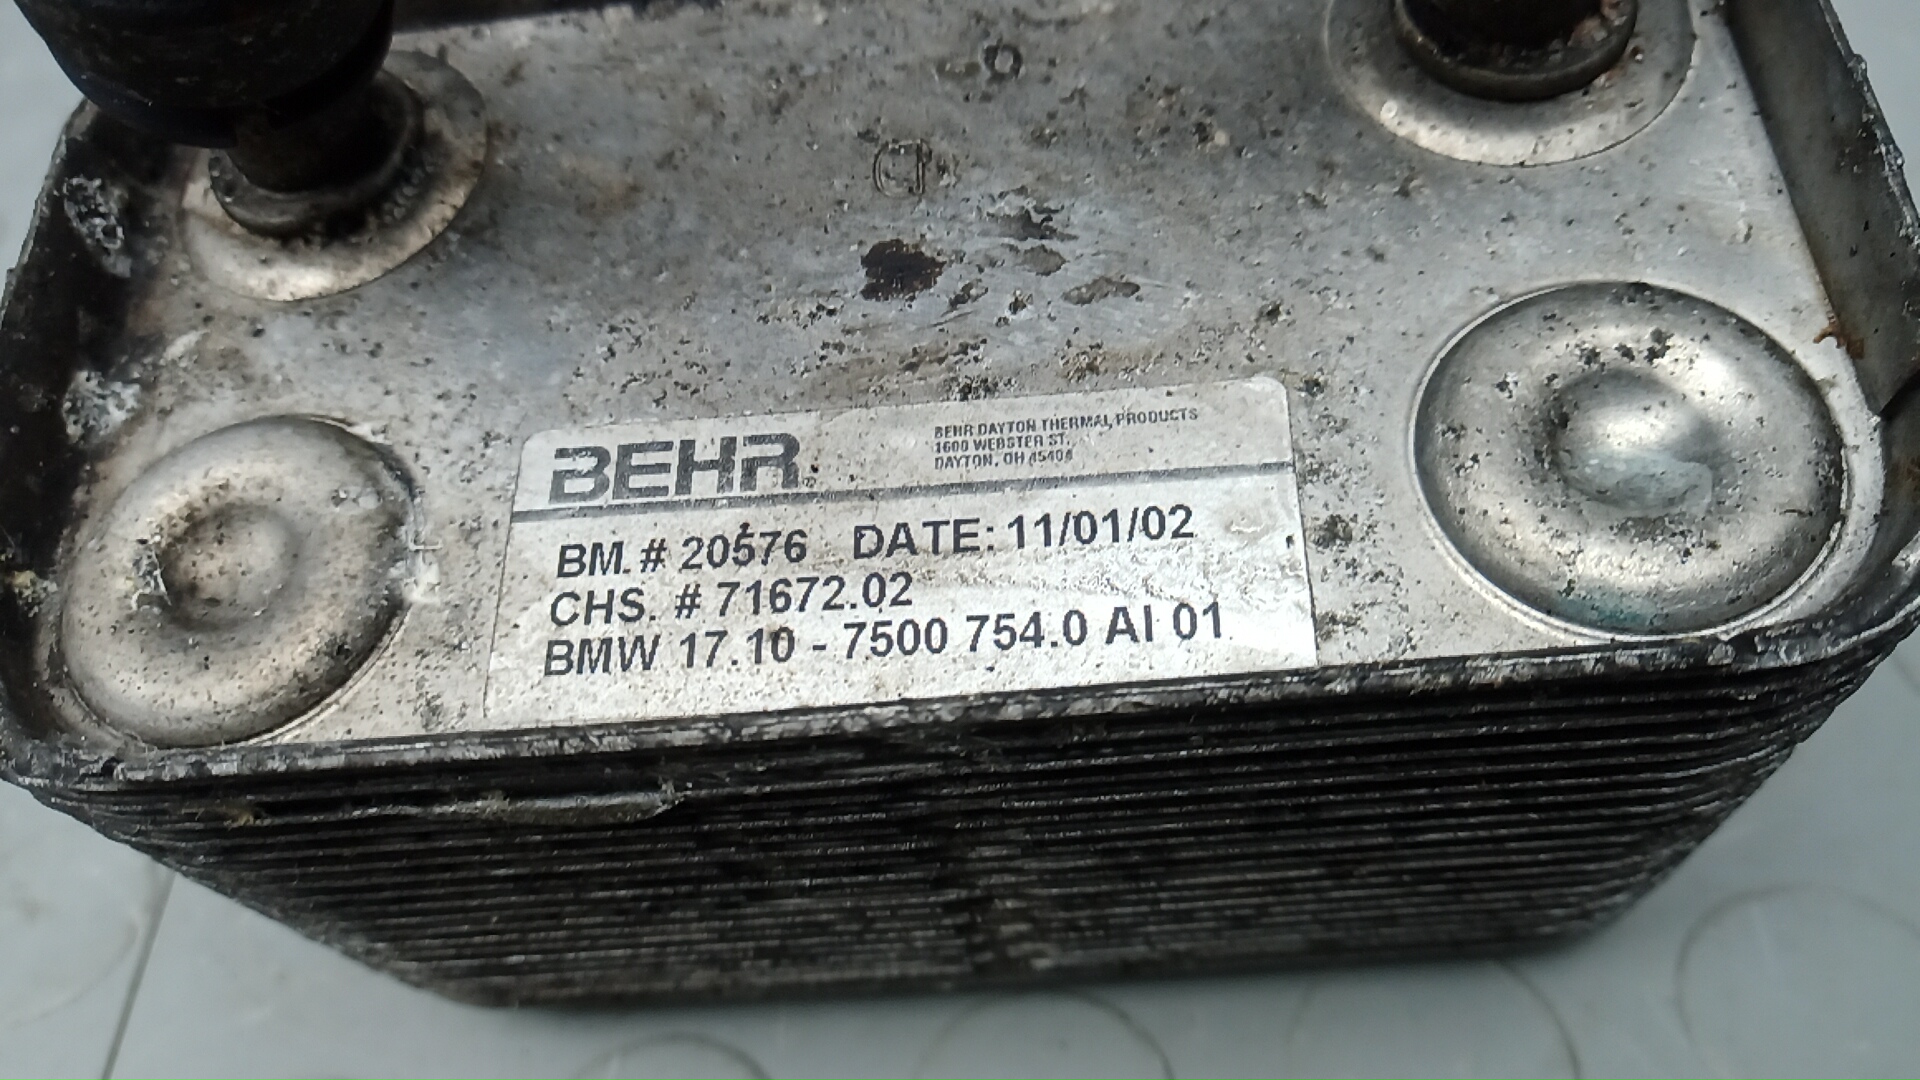 BEHR
BEHR DAYTON THERMAL PRODUCTS
1600 WEBSTER ST.
DAYTON, OH 45404
BM. # 20576 DATE: 11/01/02
CHS. # 71672.02
BMW 17.10 - 7500 754.0 AI 01